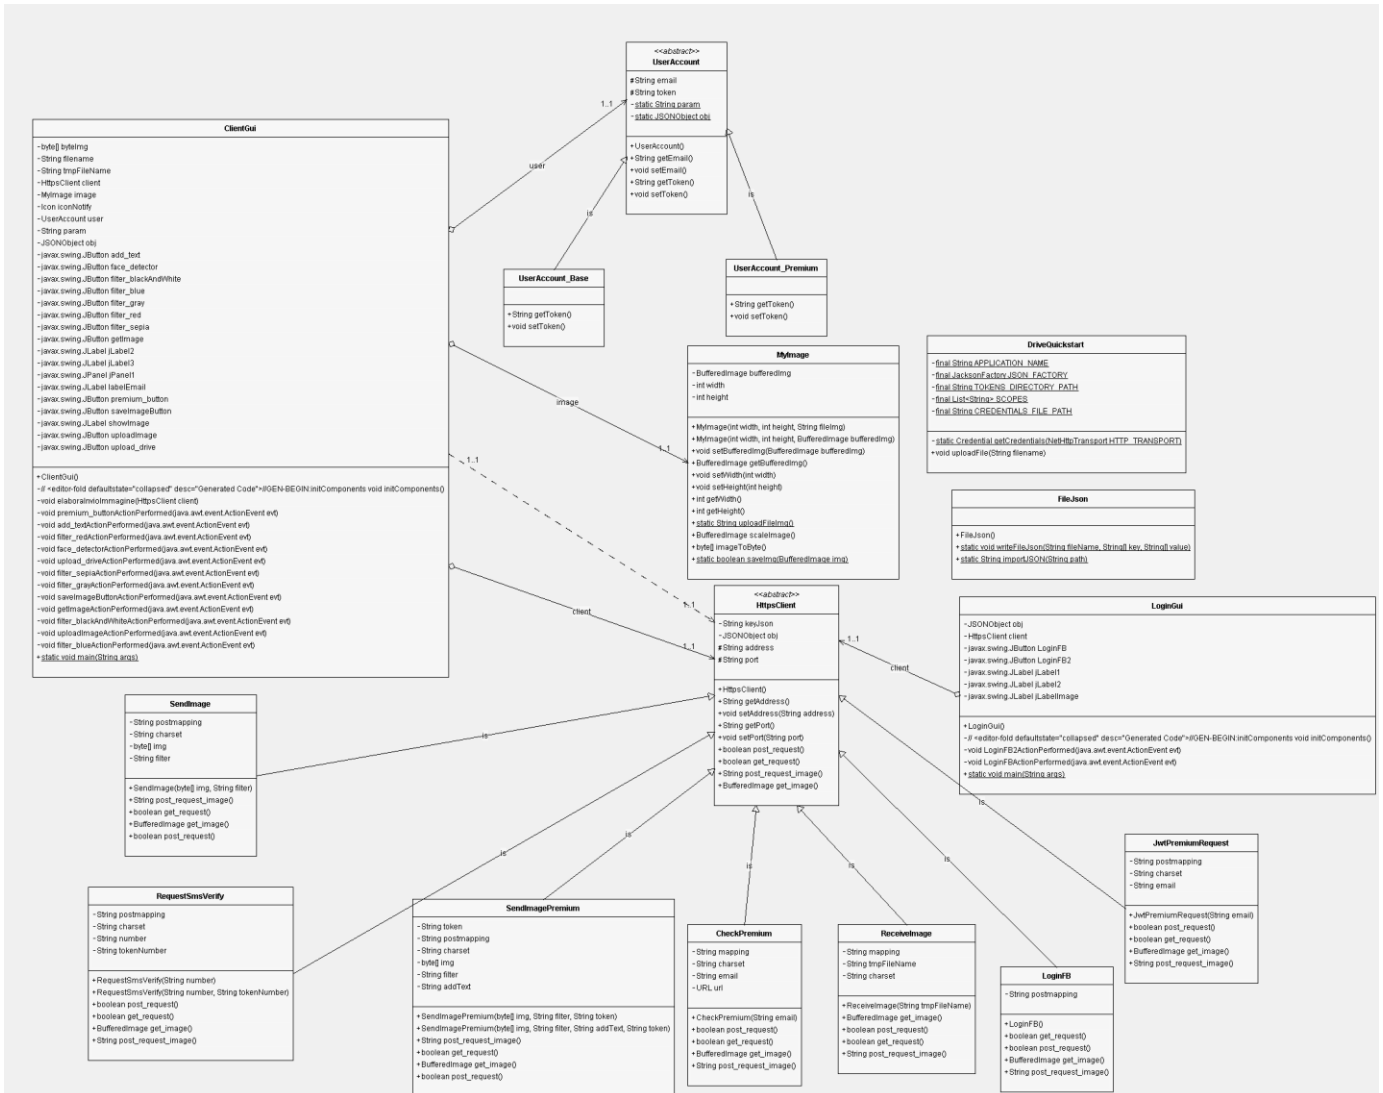 <<abstract>>
UserAccount
#String email
#String token
-static String param
-static JSONObject obj
+UserAccount()
+String getEmail()
+void setEmail()
+String getToken()
+void setToken()
1..1
user
is
is
ClientGui
-byte[] byteImg
-String filename
-String tmpFileName
-HttpsClient client
-MyImage image
-Icon iconNotify
-UserAccount user
-String param
-JSONObject obj
-javax.swing.JButton add_text
-javax.swing.JButton face_detector
-javax.swing.JButton filter_blackAndWhite
-javax.swing.JButton filter_blue
-javax.swing.JButton filter_gray
-javax.swing.JButton filter_red
-javax.swing.JButton filter_sepia
-javax.swing.JButton getImage
-javax.swing.JLabel jLabel2
-javax.swing.JLabel jLabel3
-javax.swing.JPanel jPanel1
-javax.swing.JLabel labelEmail
-javax.swing.JButton premium_button
-javax.swing.JButton saveImageButton
-javax.swing.JLabel showImage
-javax.swing.JButton uploadImage
-javax.swing.JButton upload_drive
+ClientGui()
-// <editor-fold defaultstate="collapsed" desc="Generated Code">//GEN-BEGIN:initComponents void initComponents()
-void elaboraInvioImmagine(HttpsClient client)
-void premium_buttonActionPerformed(java.awt.event.ActionEvent evt)
-void add_textActionPerformed(java.awt.event.ActionEvent evt)
-void filter_redActionPerformed(java.awt.event.ActionEvent evt)
-void face_detectorActionPerformed(java.awt.event.ActionEvent evt)
-void upload_driveActionPerformed(java.awt.event.ActionEvent evt)
-void filter_sepiaActionPerformed(java.awt.event.ActionEvent evt)
-void filter_grayActionPerformed(java.awt.event.ActionEvent evt)
-void saveImageButtonActionPerformed(java.awt.event.ActionEvent evt)
-void getImageActionPerformed(java.awt.event.ActionEvent evt)
-void filter_blackAndWhiteActionPerformed(java.awt.event.ActionEvent evt)
-void uploadImageActionPerformed(java.awt.event.ActionEvent evt)
-void filter_blueActionPerformed(java.awt.event.ActionEvent evt)
+static void main(String args)
UserAccount_Base
+String getToken()
+void setToken()
UserAccount_Premium
+String getToken()
+void setToken()
image
1..1
MyImage
-BufferedImage bufferedImg
-int width
-int height
+MyImage(int width, int height, String fileImg)
+MyImage(int width, int height, BufferedImage bufferedImg)
+void setBufferedImg(BufferedImage bufferedImg)
+BufferedImage getBufferedImg()
+void setWidth(int width)
+void setHeight(int height)
+int getWidth()
+int getHeight()
+static String uploadFileImg()
+BufferedImage scaleImage()
+byte[] imageToByte()
+static boolean saveImg(BufferedImage img)
DriveQuickstart
-final String APPLICATION_NAME
-final JacksonFactory JSON_FACTORY
-final String TOKENS_DIRECTORY_PATH
-final List<String> SCOPES
-final String CREDENTIALS_FILE_PATH
-static Credential getCredentials(NetHttpTransport HTTP_TRANSPORT)
+void uploadFile(String filename)
FileJson
+FileJson()
+static void writeFileJson(String fileName, String[] key, String[] value)
+static String importJSON(String path)
1..1
1..1
client
1..1
<<abstract>>
HttpsClient
-String keyJson
-JSONObject obj
#String address
#String port
+HttpsClient()
+String getAddress()
+void setAddress(String address)
+String getPort()
+void setPort(String port)
+boolean post_request()
+boolean get_request()
+String post_request_image()
+BufferedImage get_image()
1..1
client
LoginGui
-JSONObject obj
-HttpsClient client
-javax.swing.JButton LoginFB
-javax.swing.JButton LoginFB2
-javax.swing.JLabel jLabel1
-javax.swing.JLabel jLabel2
-javax.swing.JLabel jLabelImage
+LoginGui()
-// <editor-fold defaultstate="collapsed" desc="Generated Code">//GEN-BEGIN:initComponents void initComponents()
-void LoginFB2ActionPerformed(java.awt.event.ActionEvent evt)
-void LoginFBActionPerformed(java.awt.event.ActionEvent evt)
+static void main(String args)
SendImage
-String postmapping
-String charset
-byte[] img
-String filter
+SendImage(byte[] img, String filter)
+String post_request_image()
+boolean get_request()
+BufferedImage get_image()
+boolean post_request()
is
is
is
is
is
is
is
RequestSmsVerify
-String postmapping
-String charset
-String number
-String tokenNumber
+RequestSmsVerify(String number)
+RequestSmsVerify(String number, String tokenNumber)
+boolean post_request()
+boolean get_request()
+BufferedImage get_image()
+String post_request_image()
SendImagePremium
-String token
-String postmapping
-String charset
-byte[] img
-String filter
-String addText
+SendImagePremium(byte[] img, String filter, String token)
+SendImagePremium(byte[] img, String filter, String addText, String token)
+String post_request_image()
+boolean get_request()
+BufferedImage get_image()
+boolean post_request()
CheckPremium
-String mapping
-String charset
-String email
-URL url
+CheckPremium(String email)
+boolean post_request()
+boolean get_request()
+BufferedImage get_image()
+String post_request_image()
ReceiveImage
-String mapping
-String tmpFileName
-String charset
+ReceiveImage(String tmpFileName)
+BufferedImage get_image()
+boolean post_request()
+boolean get_request()
+String post_request_image()
LoginFB
-String postmapping
+LoginFB()
+boolean get_request()
+boolean post_request()
+BufferedImage get_image()
+String post_request_image()
JwtPremiumRequest
-String postmapping
-String charset
-String email
+JwtPremiumRequest(String email)
+boolean post_request()
+boolean get_request()
+BufferedImage get_image()
+String post_request_image()